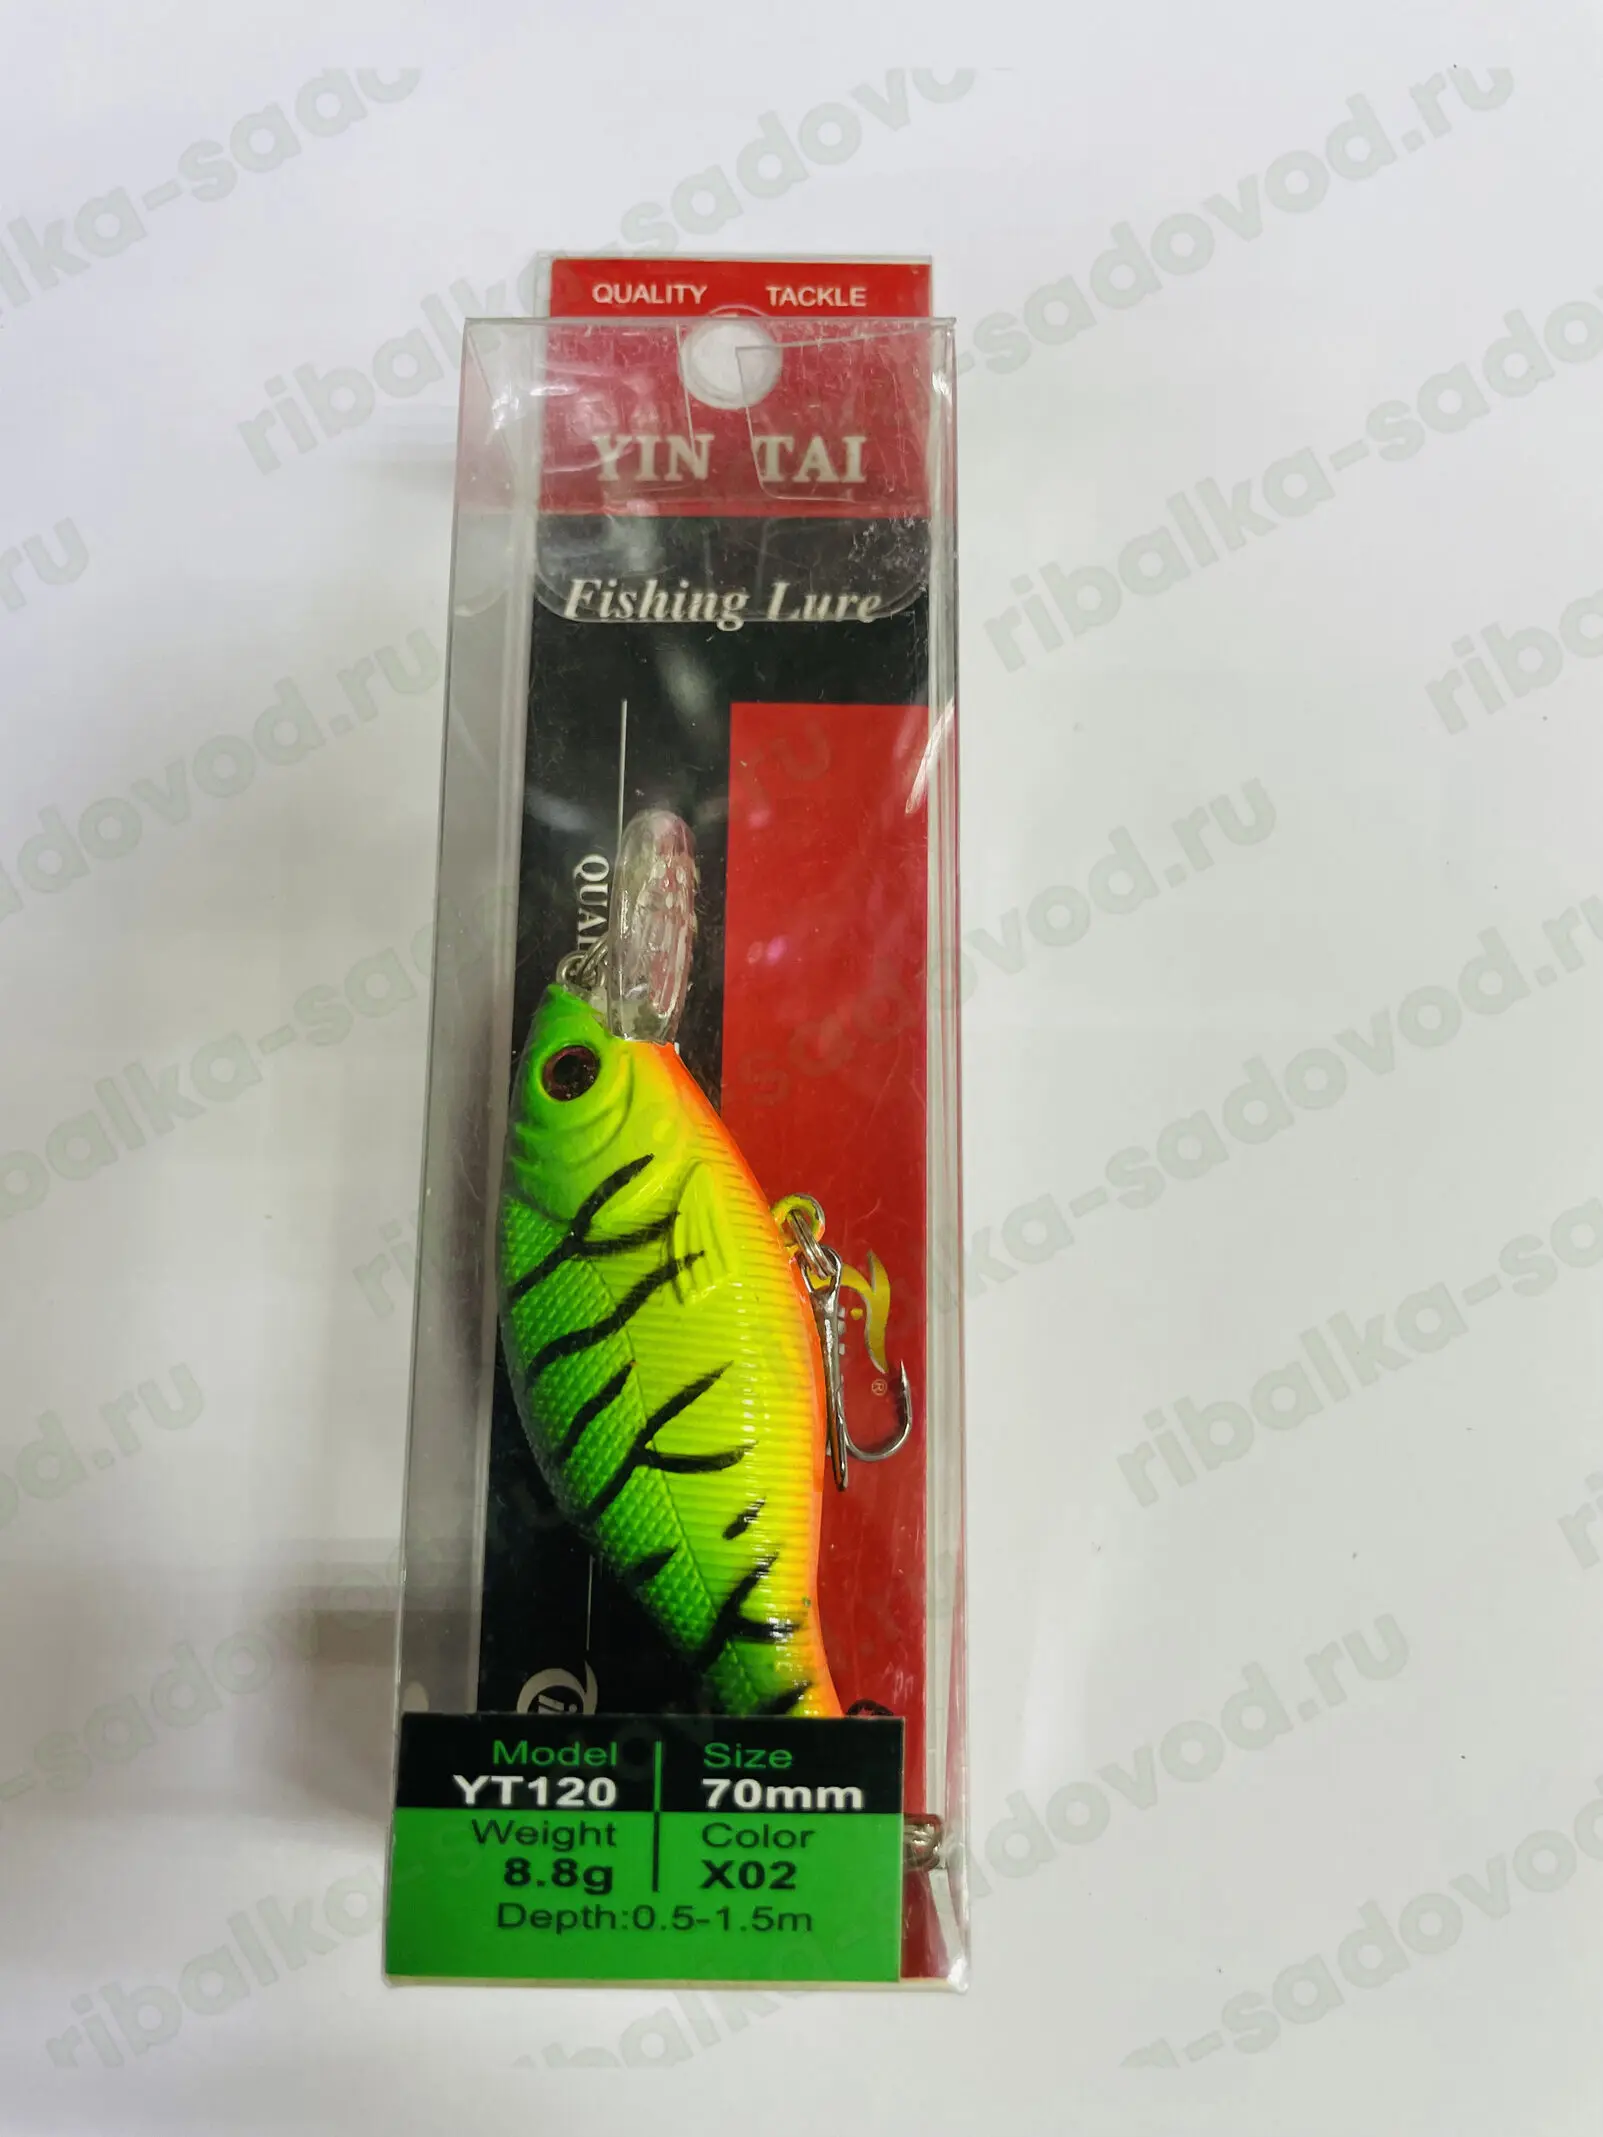 QUALITY TACKLE
YIN TAI
Fishing Lure
Model Size
YT120 70mm
Weight Color
8.8g X02
Depth:0.5-1.5m
ribalka-sadovod.ru